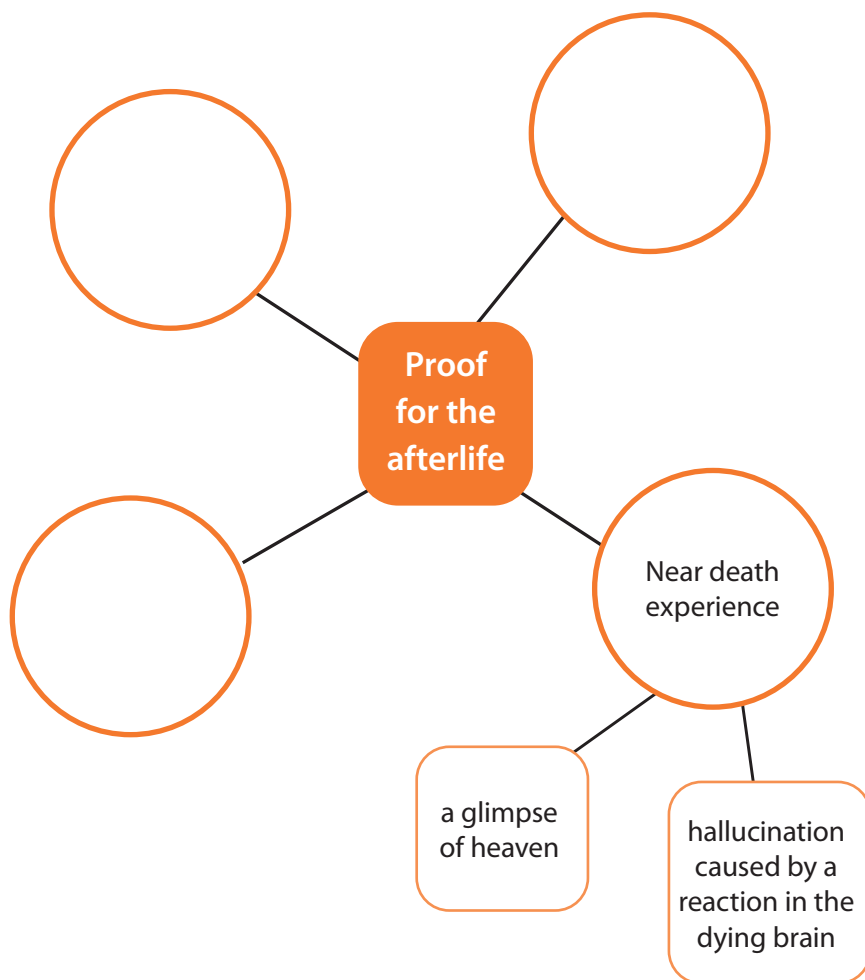 Proof
for the
afterlife
Near death
experience
a glimpse
of heaven
hallucination
caused by a
reaction in the
dying brain